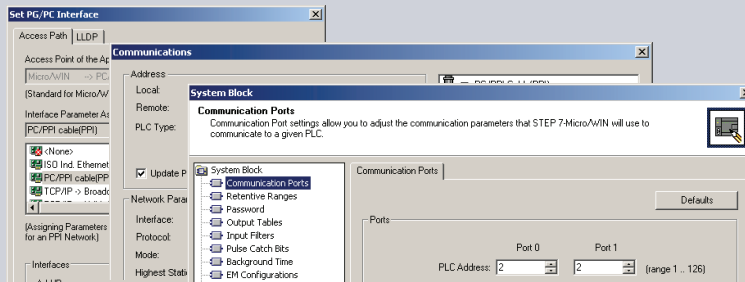 Set PG/PC Interface
Access Path LLDP
Access Point of the Ap
Micro/WIN -> PC/
(Standard for Micro/W
Interface Parameter As
PC/PPI cable(PPI)
<None>
ISO Ind. Ethernet
PC/PPI cable(PP
TCP/IP -> Broadc
(Assigning Parameters
for an PPI Network)
Interfaces
Communications
Address
Local:
Remote:
PLC Type:
Update P
Network Para
Interface:
Protocol:
Mode:
Highest Stati
System Block
Communication Ports
Communication Port settings allow you to adjust the communication parameters that STEP 7-Micro/WIN will use to
communicate to a given PLC.
System Block
Communication Ports
Retentive Ranges
Password
Output Tables
Input Filters
Pulse Catch Bits
Background Time
EM Configurations
Communication Ports
Defaults
Ports
Port 0 Port 1
PLC Address: 2 2 (range 1 .. 126)